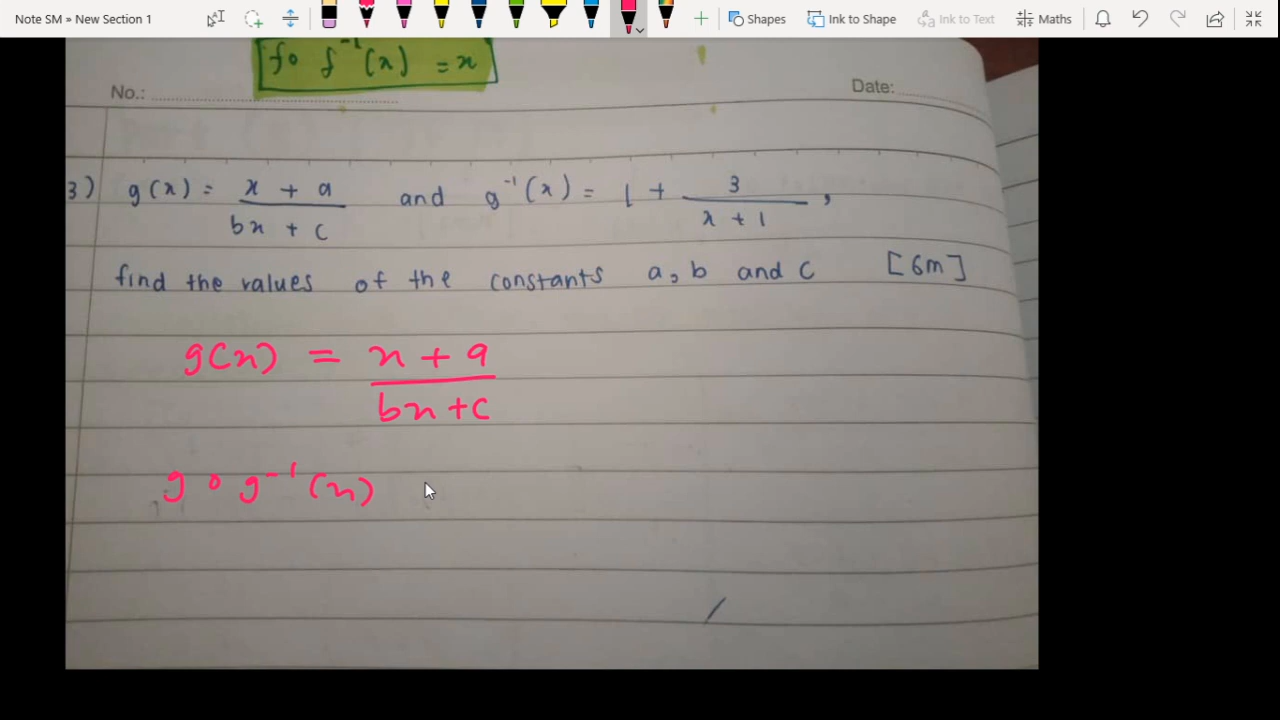 Note SM » New Section 1
Shapes
Ink to Shape
Ink to Text
Maths
fo f⁻¹(x) = x
No.:
Date:
3) g(x) = x + a / bx + c and g⁻¹(x) = 1 + 3 / x + 1 ,
find the values of the constants a, b and c [6m]
g(x) = x + a / bx + c
g o g⁻¹(x)